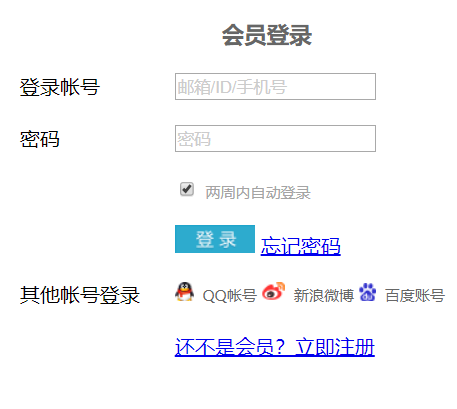 会员登录
登录帐号 邮箱/ID/手机号
密码 密码
两周内自动登录
登 录 忘记密码
其他帐号登录 QQ帐号 新浪微博 百度账号
还不是会员？立即注册